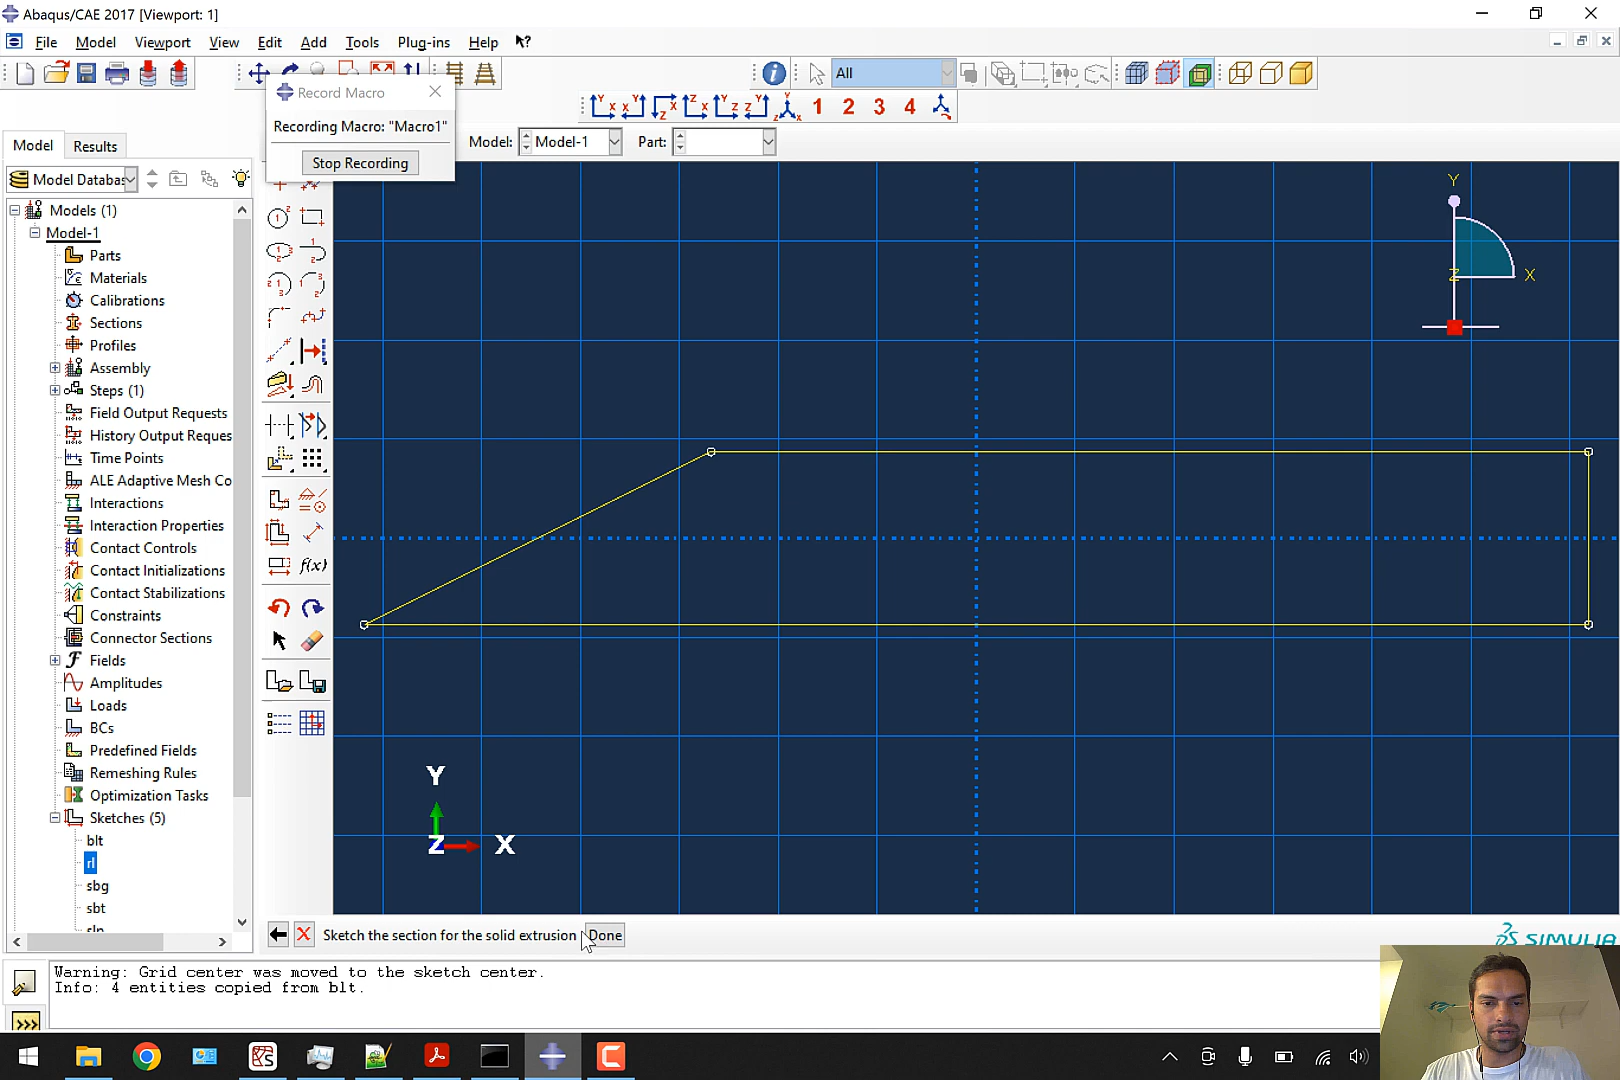 Abaqus/CAE 2017 [Viewport: 1]
File Model Viewport View Edit Add Tools Plug-ins Help
All
Record Macro
Recording Macro: "Macro1"
Stop Recording
1 2 3 4
Model: Model-1 Part:
Model Results
Model Databas
Models (1)
Model-1
Parts
Materials
Calibrations
Sections
Profiles
Assembly
Steps (1)
Field Output Requests
History Output Reques
Time Points
ALE Adaptive Mesh Co
Interactions
Interaction Properties
Contact Controls
Contact Initializations
Contact Stabilizations
Constraints
Connector Sections
Fields
Amplitudes
Loads
BCs
Predefined Fields
Remeshing Rules
Optimization Tasks
Sketches (5)
blt
rl
sbg
sbt
f(x)
Y
Z X
Y
Z X
Sketch the section for the solid extrusion Done
SIMULIA
Warning: Grid center was moved to the sketch center.
Info: 4 entities copied from blt.